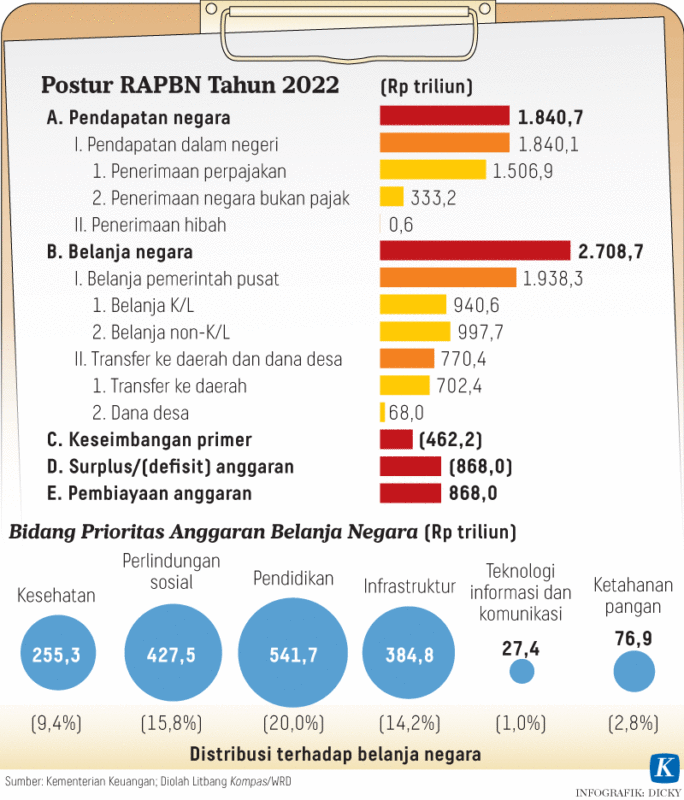 Postur RAPBN Tahun 2022 (Rp triliun)
A. Pendapatan negara 1.840,7
I. Pendapatan dalam negeri 1.840,1
1. Penerimaan perpajakan 1.506,9
2. Penerimaan negara bukan pajak 333,2
II. Penerimaan hibah 0,6
B. Belanja negara 2.708,7
I. Belanja pemerintah pusat 1.938,3
1. Belanja K/L 940,6
2. Belanja non-K/L 997,7
II. Transfer ke daerah dan dana desa 770,4
1. Transfer ke daerah 702,4
2. Dana desa 68,0
C. Keseimbangan primer (462,2)
D. Surplus/(defisit) anggaran (868,0)
E. Pembiayaan anggaran 868,0
Bidang Prioritas Anggaran Belanja Negara (Rp triliun)
Kesehatan
255,3
(9,4%)
Perlindungan
sosial
427,5
(15,8%)
Pendidikan
541,7
(20,0%)
Infrastruktur
384,8
(14,2%)
Teknologi
informasi dan
komunikasi
27,4
(1,0%)
Ketahanan
pangan
76,9
(2,8%)
Distribusi terhadap belanja negara
Sumber: Kementerian Keuangan; Diolah Litbang Kompas/WRD
K
INFOGRAFIK: DICKY